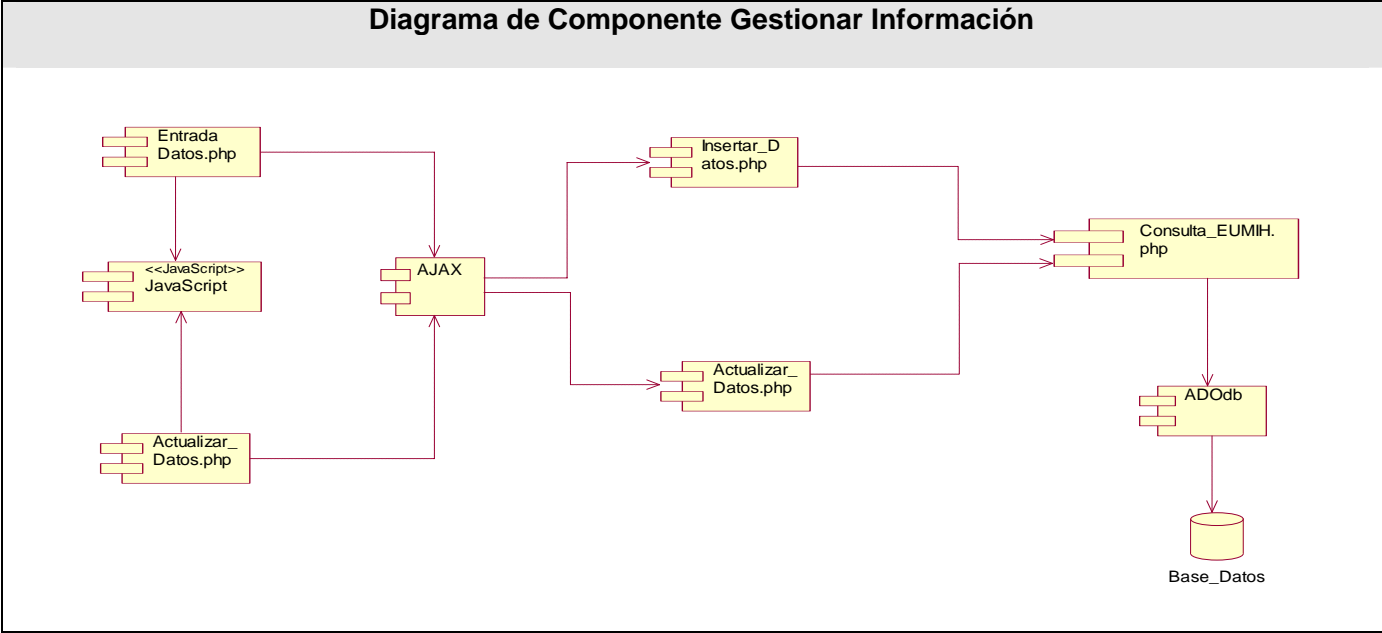 Diagrama de Componente Gestionar Información
Entrada
Datos.php
<<JavaScript>>
JavaScript
Actualizar_
Datos.php
AJAX
Insertar_D
atos.php
Actualizar_
Datos.php
Consulta_EUMIH.
php
ADOdb
Base_Datos